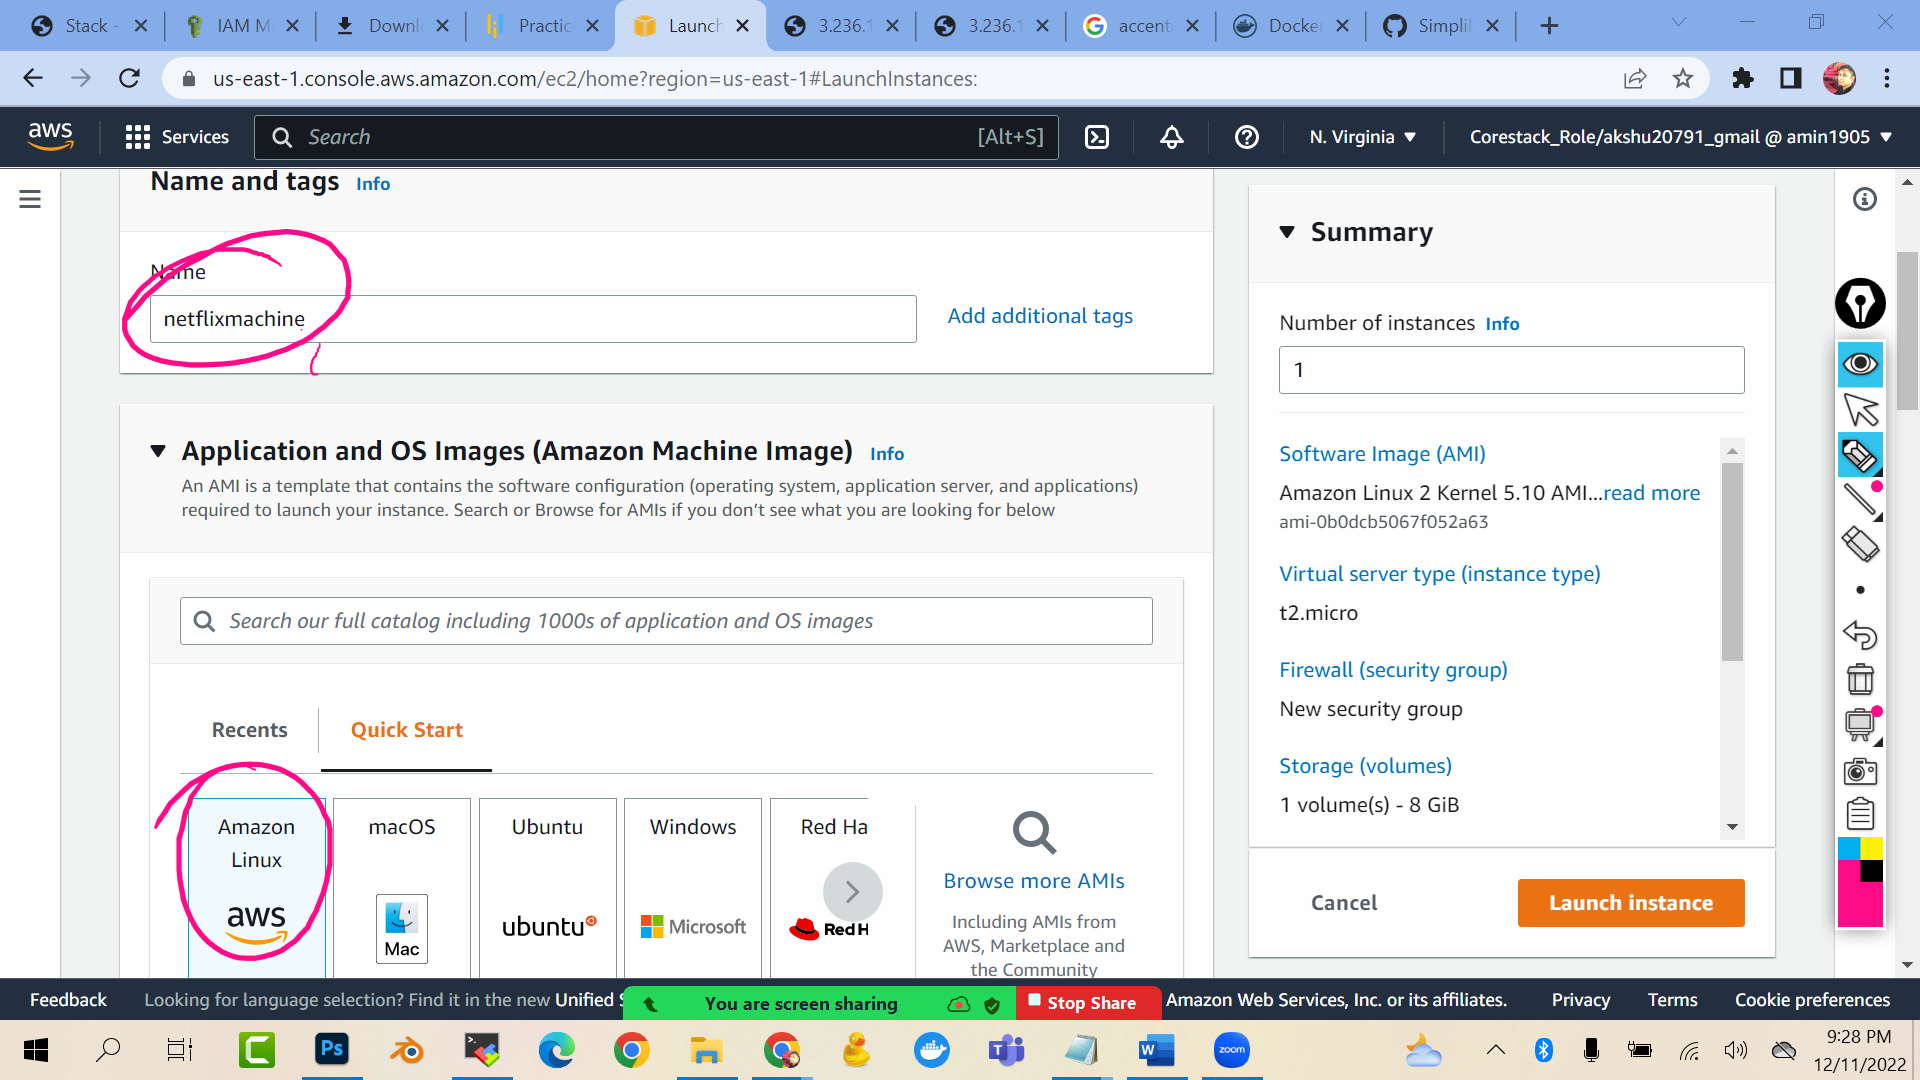 Stack -
IAM M
Downl
Practic
Launch
3.236.1
3.236.1
accent
Docker
Simplil
us-east-1.console.aws.amazon.com/ec2/home?region=us-east-1#LaunchInstances:
aws
Services
Search
[Alt+S]
N. Virginia
Corestack_Role/akshu20791_gmail @ amin1905
Name and tags Info
Name
netflixmachine
Add additional tags
Application and OS Images (Amazon Machine Image) Info
An AMI is a template that contains the software configuration (operating system, application server, and applications)
required to launch your instance. Search or Browse for AMIs if you don’t see what you are looking for below
Search our full catalog including 1000s of application and OS images
Recents
Quick Start
Amazon
Linux
aws
macOS
Mac
Ubuntu
ubuntu
Windows
Microsoft
Red Ha
Red H
Browse more AMIs
Including AMIs from
AWS, Marketplace and
the Community
Summary
Number of instances Info
1
Software Image (AMI)
Amazon Linux 2 Kernel 5.10 AMI...read more
ami-0b0dcb5067f052a63
Virtual server type (instance type)
t2.micro
Firewall (security group)
New security group
Storage (volumes)
1 volume(s) - 8 GiB
Cancel
Launch instance
Feedback
Looking for language selection? Find it in the new Unified S
You are screen sharing
Stop Share
Amazon Web Services, Inc. or its affiliates.
Privacy
Terms
Cookie preferences
Ps
zoom
9:28 PM
12/11/2022